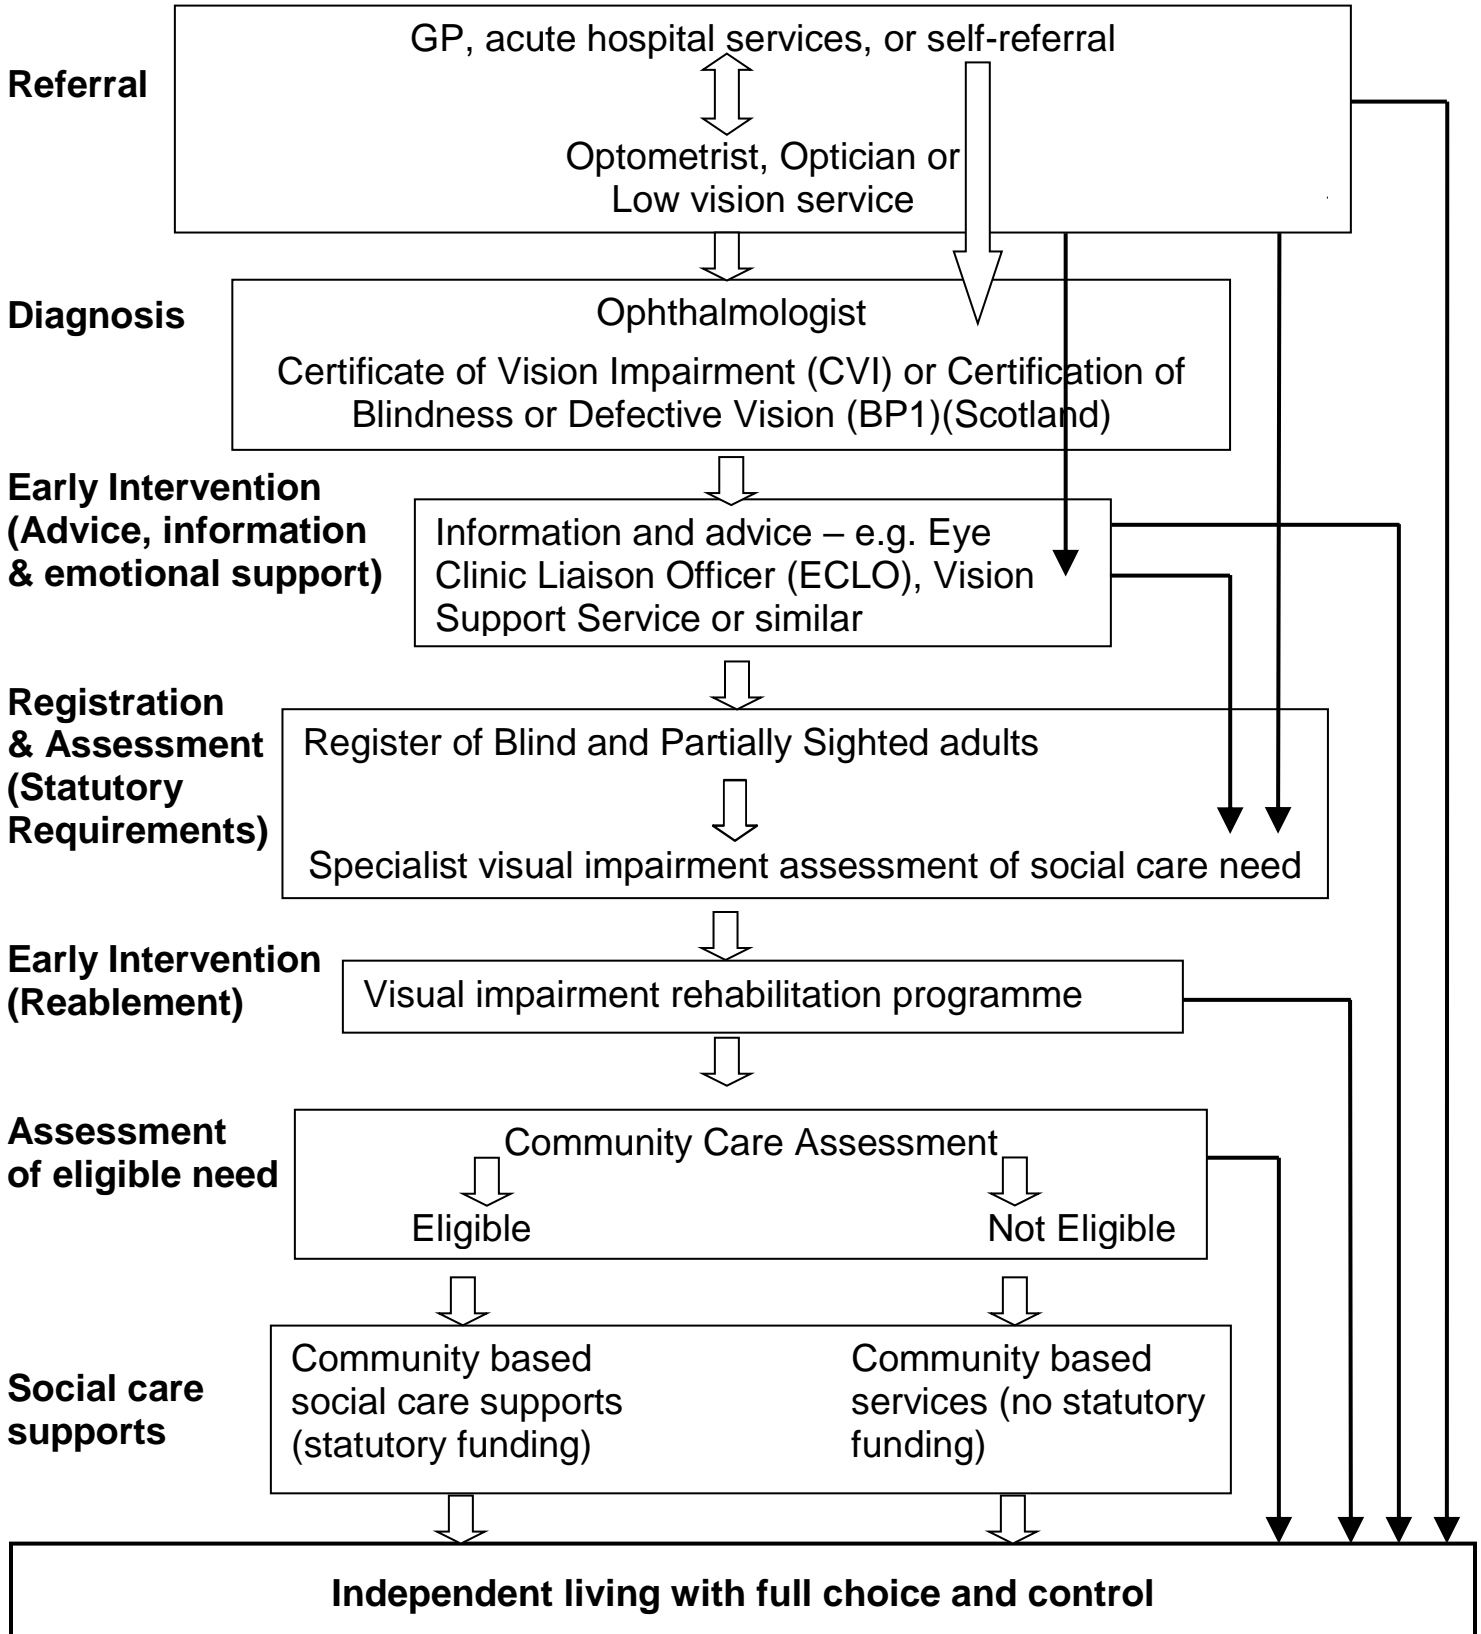 GP, acute hospital services, or self-referral
Referral
Optometrist, Optician or
Low vision service
Diagnosis
Ophthalmologist
Certificate of Vision Impairment (CVI) or Certification of
Blindness or Defective Vision (BP1)(Scotland)
Early Intervention
(Advice, information
& emotional support)
Information and advice – e.g. Eye
Clinic Liaison Officer (ECLO), Vision
Support Service or similar
Registration
& Assessment
(Statutory
Requirements)
Register of Blind and Partially Sighted adults
Specialist visual impairment assessment of social care need
Early Intervention
(Reablement)
Visual impairment rehabilitation programme
Assessment
of eligible need
Community Care Assessment
Eligible
Not Eligible
Social care
supports
Community based
social care supports
(statutory funding)
Community based
services (no statutory
funding)
Independent living with full choice and control